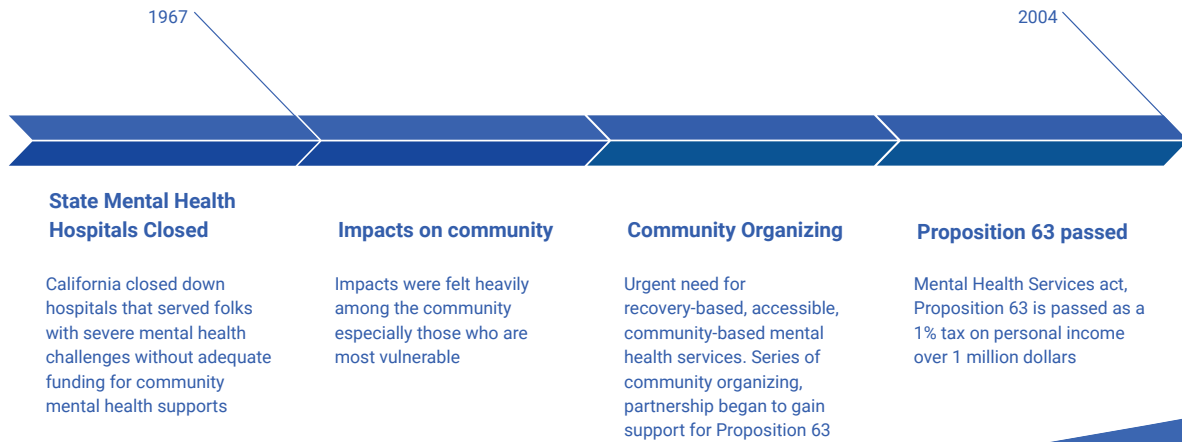 1967
2004
State Mental Health
Hospitals Closed
California closed down
hospitals that served folks
with severe mental health
challenges without adequate
funding for community
mental health supports
Impacts on community
Impacts were felt heavily
among the community
especially those who are
most vulnerable
Community Organizing
Urgent need for
recovery-based, accessible,
community-based mental
health services. Series of
community organizing,
partnership began to gain
support for Proposition 63
Proposition 63 passed
Mental Health Services act,
Proposition 63 is passed as a
1% tax on personal income
over 1 million dollars